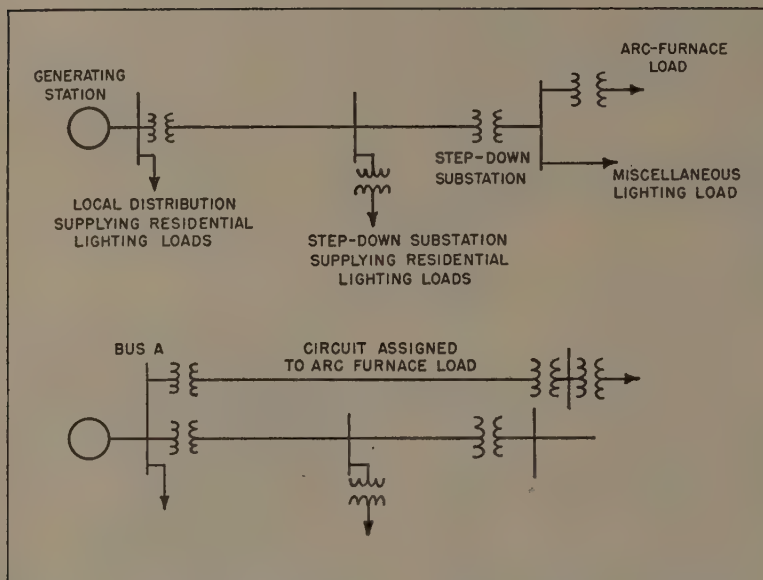 GENERATING
STATION
ARC-FURNACE
LOAD
STEP-DOWN
SUBSTATION
MISCELLANEOUS
LIGHTING LOAD
LOCAL DISTRIBUTION
SUPPLYING RESIDENTIAL
LIGHTING LOADS
STEP-DOWN SUBSTATION
SUPPLYING RESIDENTIAL
LIGHTING LOADS
BUS A
CIRCUIT ASSIGNED
TO ARC FURNACE LOAD